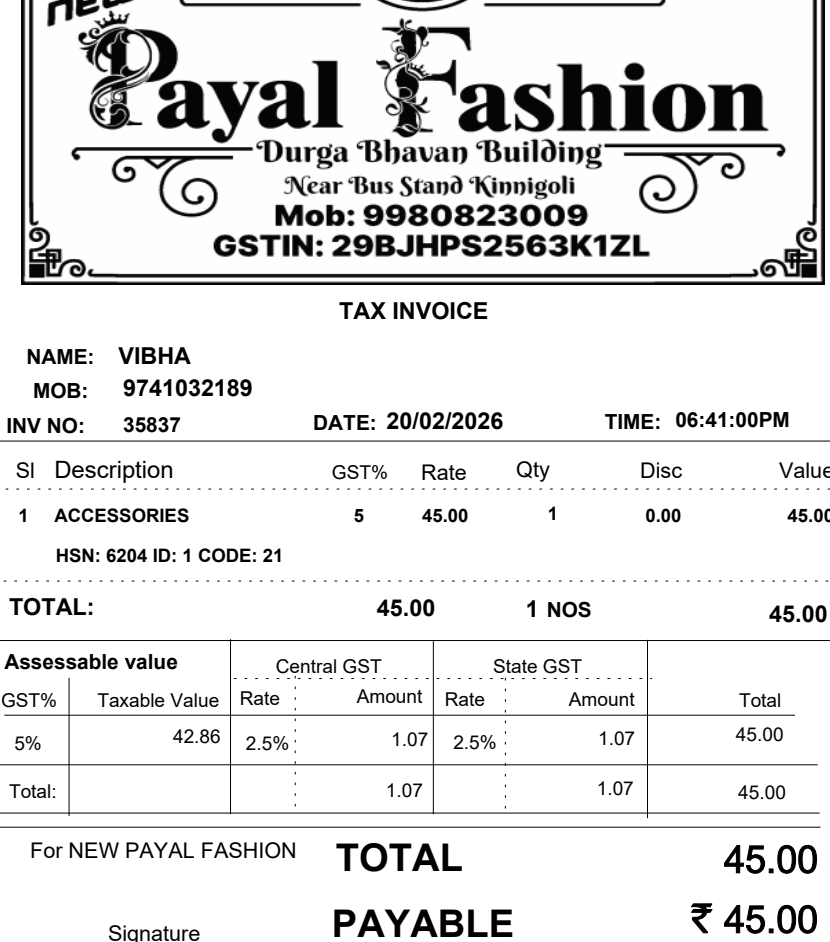 new
Payal Fashion
Durga Bhavan Building
Near Bus Stand Kinnigoli
Mob: 9980823009
GSTIN: 29BJHPS2563K1ZL
TAX INVOICE
NAME: VIBHA
MOB: 9741032189
INV NO: 35837 DATE: 20/02/2026 TIME: 06:41:00PM
Sl Description GST% Rate Qty Disc Value
1 ACCESSORIES 5 45.00 1 0.00 45.00
HSN: 6204 ID: 1 CODE: 21
TOTAL: 45.00 1 NOS 45.00
Assessable value Central GST State GST
GST% Taxable Value Rate Amount Rate Amount Total
5% 42.86 2.5% 1.07 2.5% 1.07 45.00
Total: 1.07 1.07 45.00
For NEW PAYAL FASHION TOTAL 45.00
Signature PAYABLE ₹ 45.00